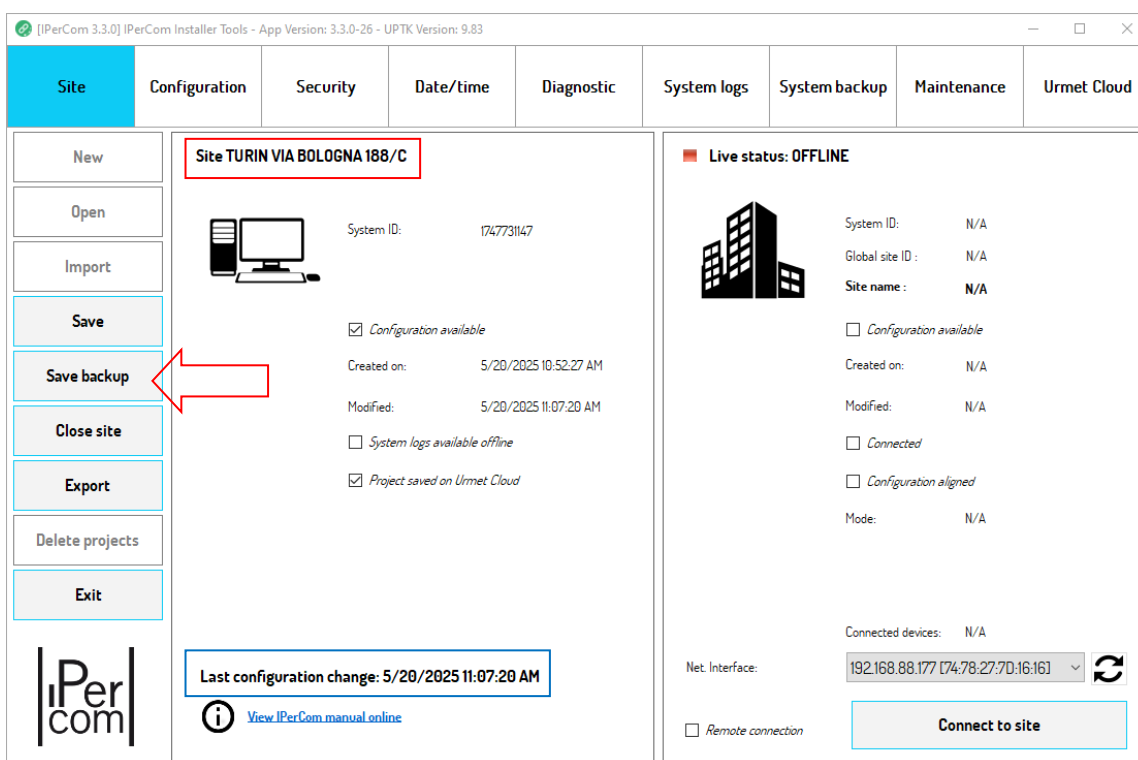 [IPerCom 3.3.0] IPerCom Installer Tools - App Version: 3.3.0-26 - UPTK Version: 9.83
Site
Configuration
Security
Date/time
Diagnostic
System logs
System backup
Maintenance
Urmet Cloud
New
Open
Import
Save
Save backup
Close site
Export
Delete projects
Exit
IPer
com
Site TURIN VIA BOLOGNA 188/C
System ID: 1747731147
Configuration available
Created on: 5/20/2025 10:52:27 AM
Modified: 5/20/2025 11:07:20 AM
System logs available offline
Project saved on Urmet Cloud
Last configuration change: 5/20/2025 11:07:20 AM
View IPerCom manual online
Live status: OFFLINE
System ID: N/A
Global site ID : N/A
Site name : N/A
Configuration available
Created on: N/A
Modified: N/A
Connected
Configuration aligned
Mode: N/A
Connected devices: N/A
Net. Interface: 192.168.88.177 [74:78:27:7D:16:16]
Remote connection
Connect to site